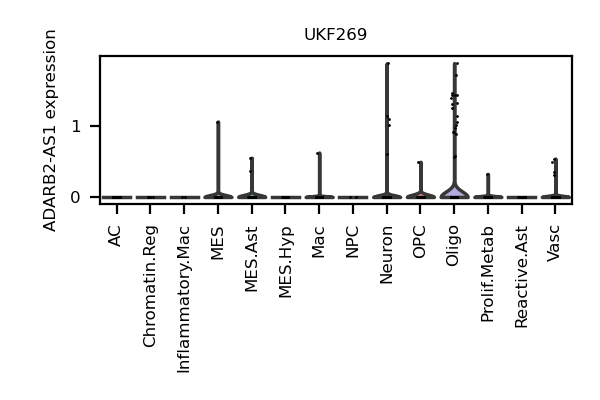 UKF269
ADARB2-AS1 expression
1
0
AC
Chromatin.Reg
Inflammatory.Mac
MES
MES.Ast
MES.Hyp
Mac
NPC
Neuron
OPC
Oligo
Prolif.Metab
Reactive.Ast
Vasc